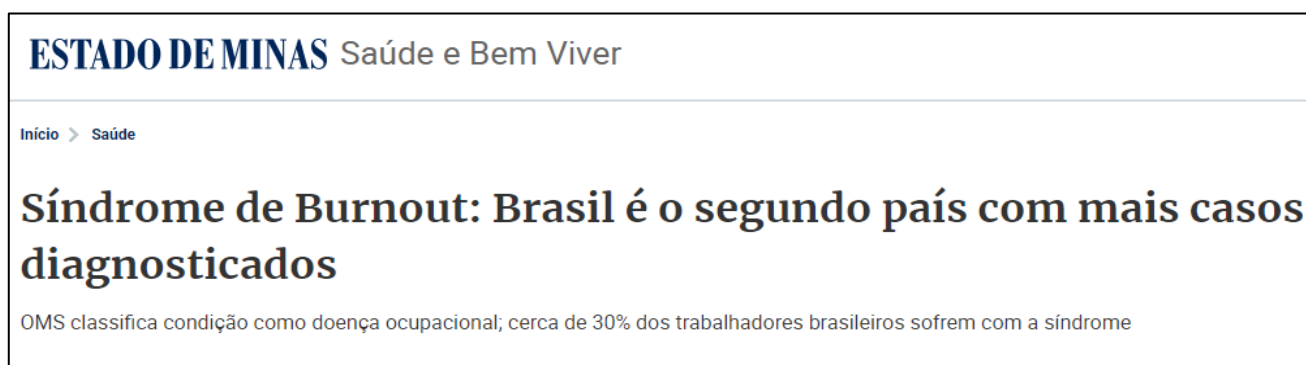 ESTADO DE MINAS Saúde e Bem Viver
Início > Saúde
Síndrome de Burnout: Brasil é o segundo país com mais casos
diagnosticados
OMS classifica condição como doença ocupacional; cerca de 30% dos trabalhadores brasileiros sofrem com a síndrome